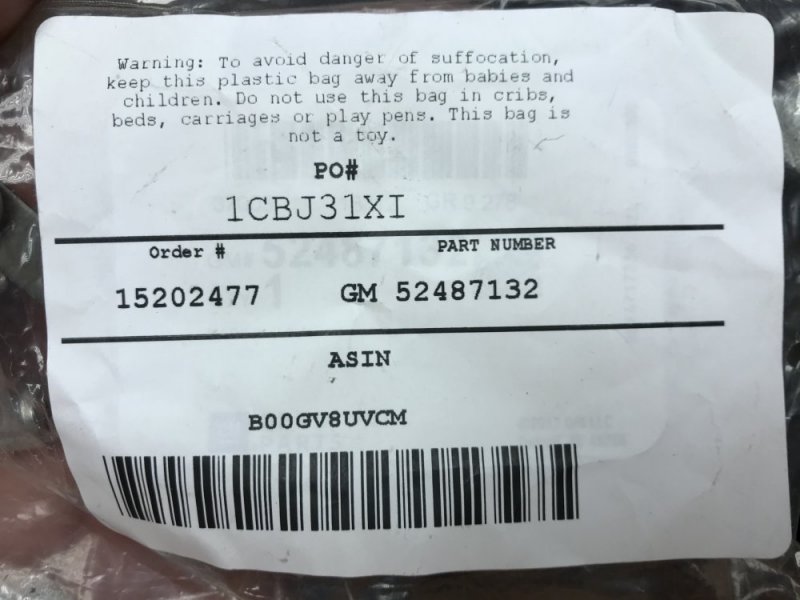 Warning: To avoid danger of suffocation,
keep this plastic bag away from babies and
children. Do not use this bag in cribs,
beds, carriages or play pens. This bag is
not a toy.
PO#
1CBJ31XI
Order # PART NUMBER
15202477 GM 52487132
ASIN
B00GV8UVCM